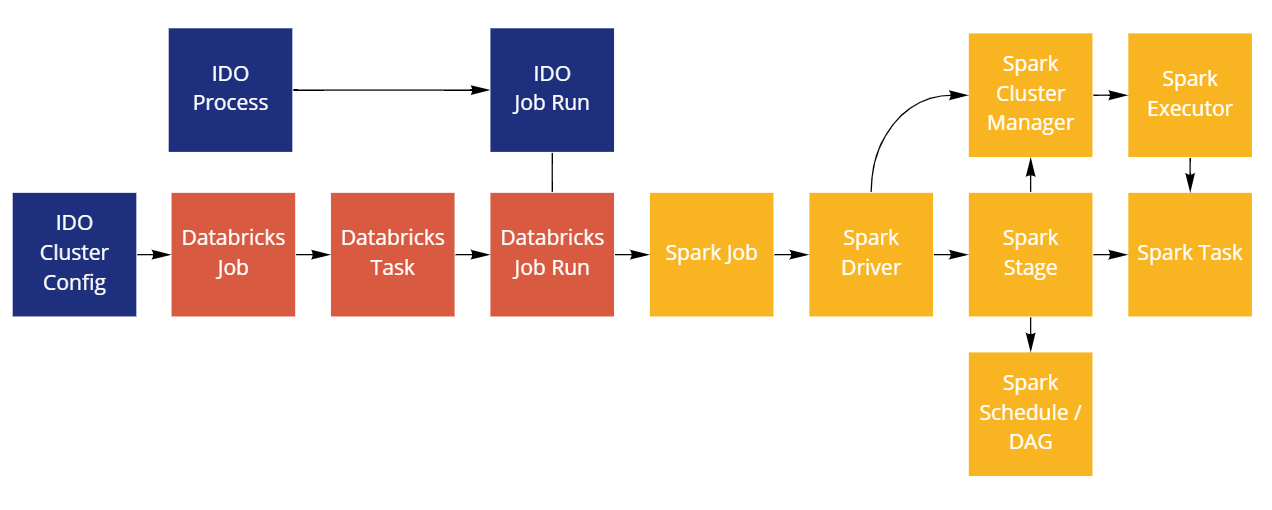 IDO
Process
IDO
Job Run
Spark
Cluster
Manager
Spark
Executor
IDO
Cluster
Config
Databricks
Job
Databricks
Task
Databricks
Job Run
Spark Job
Spark
Driver
Spark
Stage
Spark Task
Spark
Schedule /
DAG